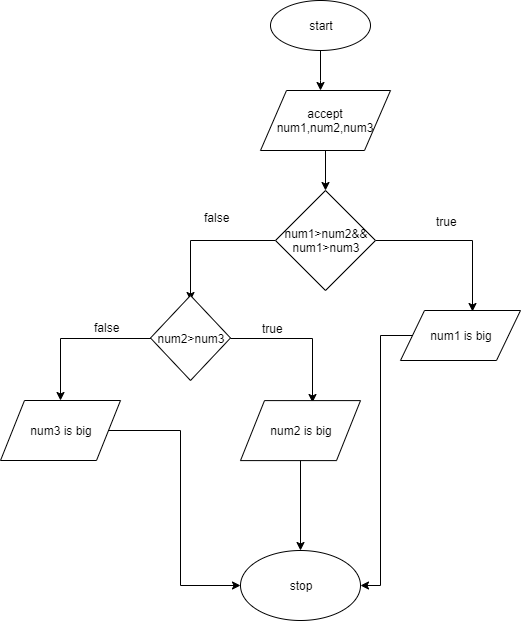 start
accept
num1,num2,num3
false
true
num1>num2&&
num1>num3
false
num2>num3
true
num1 is big
num3 is big
num2 is big
stop